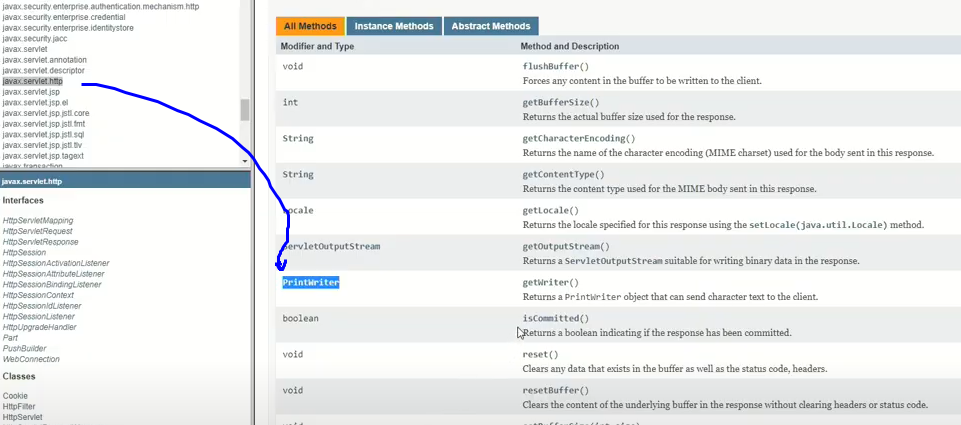 javax.security.enterprise.authentication.mechanism.http
javax.security.enterprise.credential
javax.security.enterprise.identitystore
javax.security.jacc
javax.servlet
javax.servlet.annotation
javax.servlet.descriptor
javax.servlet.http
javax.servlet.jsp
javax.servlet.jsp.el
javax.servlet.jsp.jstl.core
javax.servlet.jsp.jstl.fmt
javax.servlet.jsp.jstl.sql
javax.servlet.jsp.jstl.tlv
javax.servlet.jsp.tagext
javax.transaction
javax.servlet.http
Interfaces
HttpServletMapping
HttpServletRequest
HttpServletResponse
HttpSession
HttpSessionActivationListener
HttpSessionAttributeListener
HttpSessionBindingListener
HttpSessionContext
HttpSessionIdListener
HttpSessionListener
HttpUpgradeHandler
Part
PushBuilder
WebConnection
Classes
Cookie
HttpFilter
HttpServlet
All Methods Instance Methods Abstract Methods
Modifier and Type Method and Description
void flushBuffer()
Forces any content in the buffer to be written to the client.
int getBufferSize()
Returns the actual buffer size used for the response.
String getCharacterEncoding()
Returns the name of the character encoding (MIME charset) used for the body sent in this response.
String getContentType()
Returns the content type used for the MIME body sent in this response.
Locale getLocale()
Returns the locale specified for this response using the setLocale(java.util.Locale) method.
ServletOutputStream getOutputStream()
Returns a ServletOutputStream suitable for writing binary data in the response.
PrintWriter getWriter()
Returns a PrintWriter object that can send character text to the client.
boolean isCommitted()
Returns a boolean indicating if the response has been committed.
void reset()
Clears any data that exists in the buffer as well as the status code, headers.
void resetBuffer()
Clears the content of the underlying buffer in the response without clearing headers or status code.
void setBufferSize(int size)